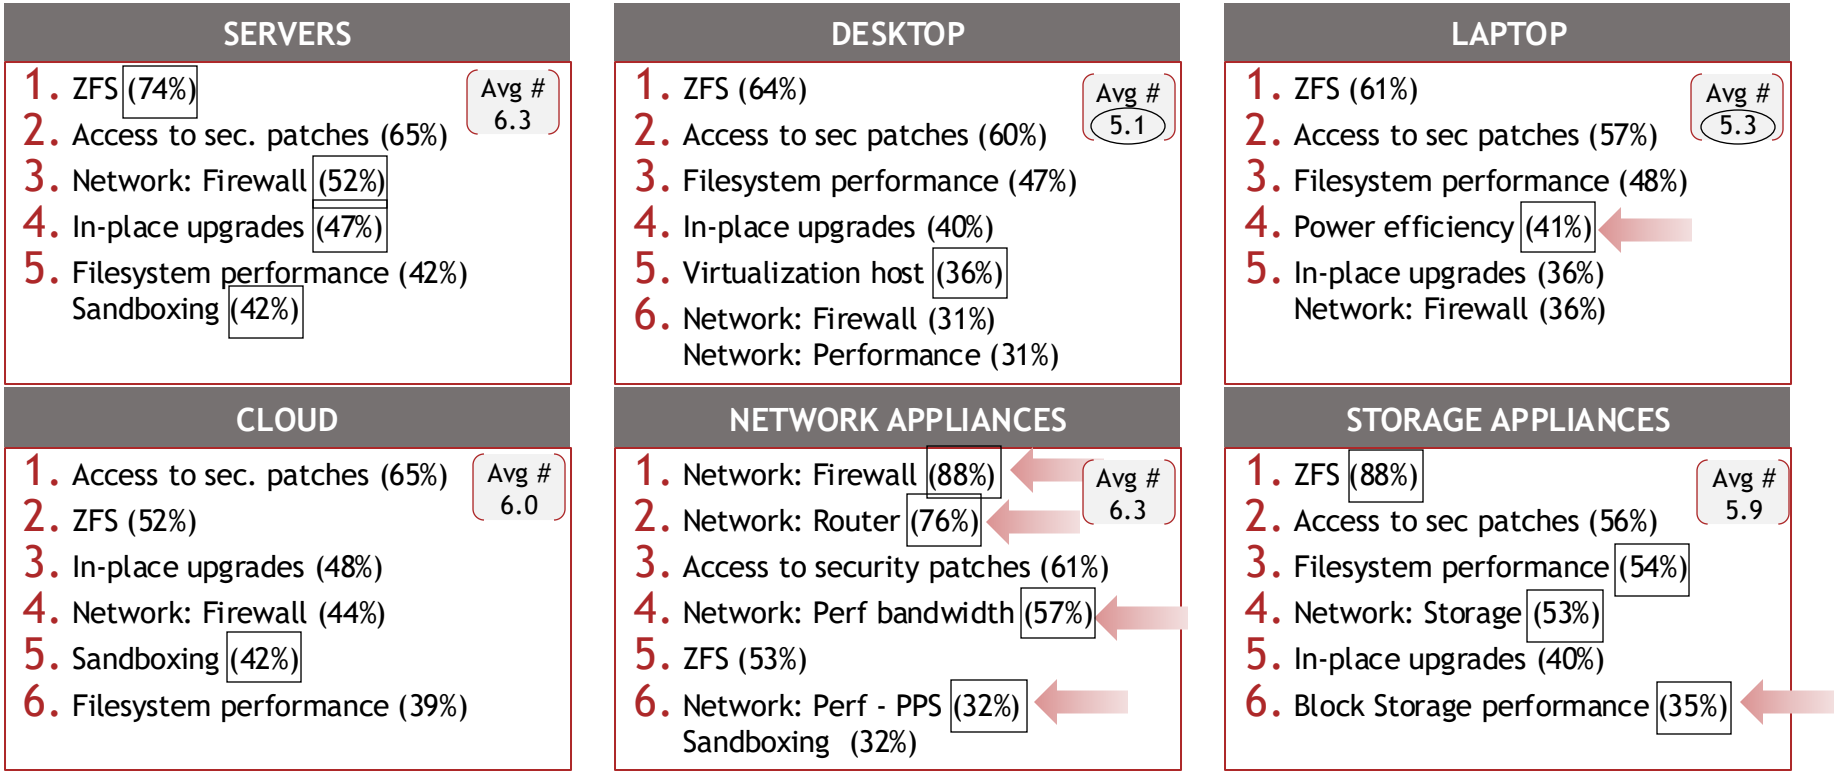 SERVERS
1. ZFS (74%)
2. Access to sec. patches (65%)
3. Network: Firewall (52%)
4. In-place upgrades (47%)
5. Filesystem performance (42%)
Sandboxing (42%)
Avg #
6.3
DESKTOP
1. ZFS (64%)
2. Access to sec patches (60%)
3. Filesystem performance (47%)
4. In-place upgrades (40%)
5. Virtualization host (36%)
6. Network: Firewall (31%)
Network: Performance (31%)
Avg #
5.1
LAPTOP
1. ZFS (61%)
2. Access to sec patches (57%)
3. Filesystem performance (48%)
4. Power efficiency (41%)
5. In-place upgrades (36%)
Network: Firewall (36%)
Avg #
5.3
CLOUD
1. Access to sec. patches (65%)
2. ZFS (52%)
3. In-place upgrades (48%)
4. Network: Firewall (44%)
5. Sandboxing (42%)
6. Filesystem performance (39%)
Avg #
6.0
NETWORK APPLIANCES
1. Network: Firewall (88%)
2. Network: Router (76%)
3. Access to security patches (61%)
4. Network: Perf bandwidth (57%)
5. ZFS (53%)
6. Network: Perf - PPS (32%)
Sandboxing (32%)
Avg #
6.3
STORAGE APPLIANCES
1. ZFS (88%)
2. Access to sec patches (56%)
3. Filesystem performance (54%)
4. Network: Storage (53%)
5. In-place upgrades (40%)
6. Block Storage performance (35%)
Avg #
5.9